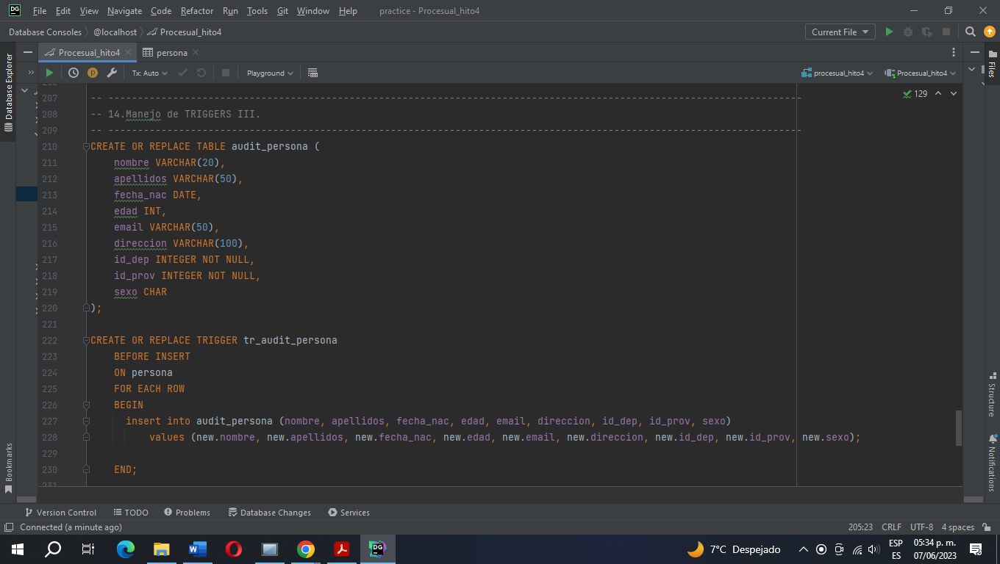 DG File Edit View Navigate Code Refactor Run Tools Git Window Help practice - Procesual_hito4
Database Consoles @localhost Procesual_hito4 Current File
Procesual_hito4 persona
Tx: Auto Playground procesual_hito4 Procesual_hito4
Database Explorer
Files
129
207 -- ----------------------------------------------------------------------------------------------------------------------
208 -- 14.Manejo de TRIGGERS III.
209 -- ----------------------------------------------------------------------------------------------------------------------
210 CREATE OR REPLACE TABLE audit_persona (
211 nombre VARCHAR(20),
212 apellidos VARCHAR(50),
213 fecha_nac DATE,
214 edad INT,
215 email VARCHAR(50),
216 direccion VARCHAR(100),
217 id_dep INTEGER NOT NULL,
218 id_prov INTEGER NOT NULL,
219 sexo CHAR
220 );
221
222 CREATE OR REPLACE TRIGGER tr_audit_persona
223 BEFORE INSERT
224 ON persona
225 FOR EACH ROW
226 BEGIN
227 insert into audit_persona (nombre, apellidos, fecha_nac, edad, email, direccion, id_dep, id_prov, sexo)
228 values (new.nombre, new.apellidos, new.fecha_nac, new.edad, new.email, new.direccion, new.id_dep, new.id_prov, new.sexo);
229
230 END;
231
Structure
Notifications
Bookmarks
Version Control TODO Problems Database Changes Services
Connected (a minute ago) 205:23 CRLF UTF-8 4 spaces
DG 7°C Despejado ESP 05:34 p. m.
ES 07/06/2023